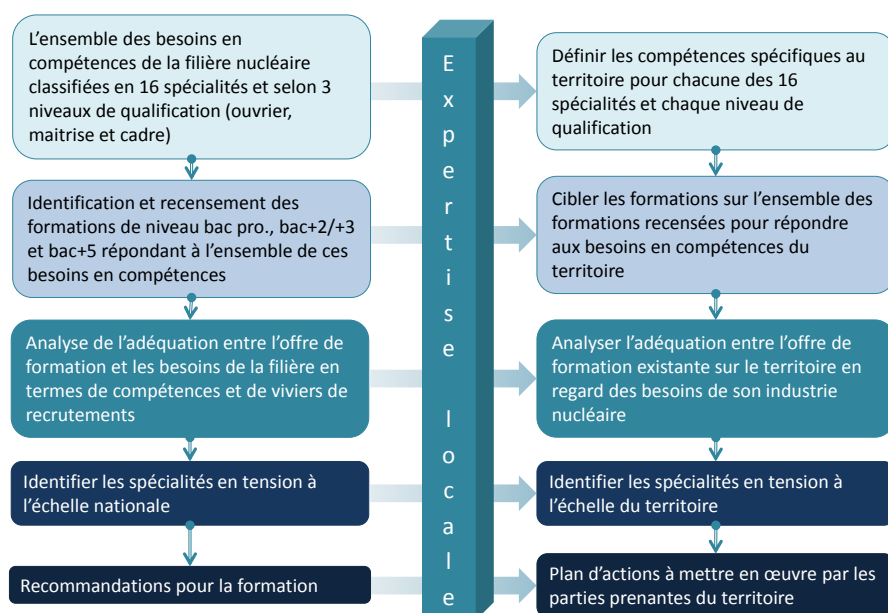 L'ensemble des besoins en
compétences de la filière nucléaire
classifiées en 16 spécialités et selon 3
niveaux de qualification (ouvrier,
maitrise et cadre)
Identification et recensement des
formations de niveau bac pro., bac+2/+3
et bac+5 répondant à l'ensemble de ces
besoins en compétences
Analyse de l'adéquation entre l'offre de
formation et les besoins de la filière en
termes de compétences et de viviers de
recrutements
Identifier les spécialités en tension à
l'échelle nationale
Recommandations pour la formation
Expertise locale
Définir les compétences spécifiques au
territoire pour chacune des 16
spécialités et chaque niveau de
qualification
Cibler les formations sur l'ensemble des
formations recensées pour répondre
aux besoins en compétences du
territoire
Analyser l'adéquation entre l'offre de
formation existante sur le territoire en
regard des besoins de son industrie
nucléaire
Identifier les spécialités en tension à
l'échelle du territoire
Plan d'actions à mettre en œuvre par les
parties prenantes du territoire